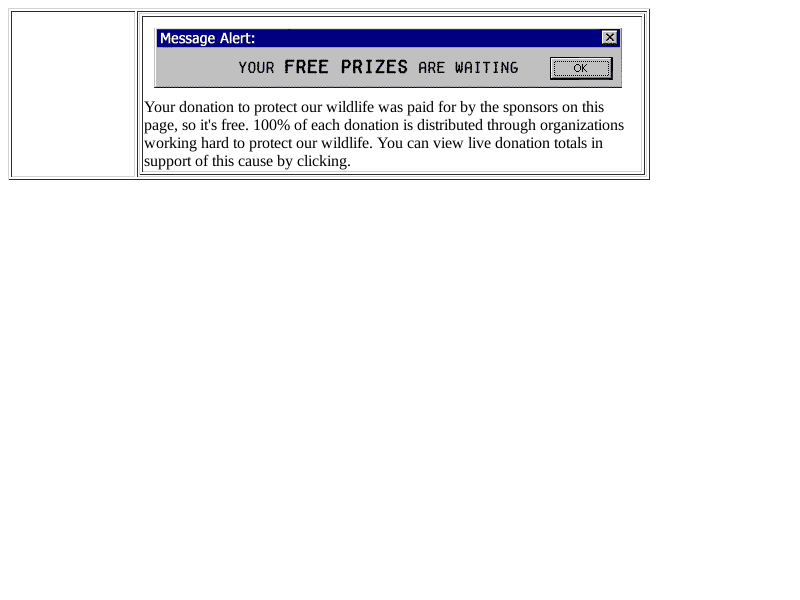 Message Alert:
YOUR FREE PRIZES ARE WAITING
OK
Your donation to protect our wildlife was paid for by the sponsors on this
page, so it's free. 100% of each donation is distributed through organizations
working hard to protect our wildlife. You can view live donation totals in
support of this cause by clicking.